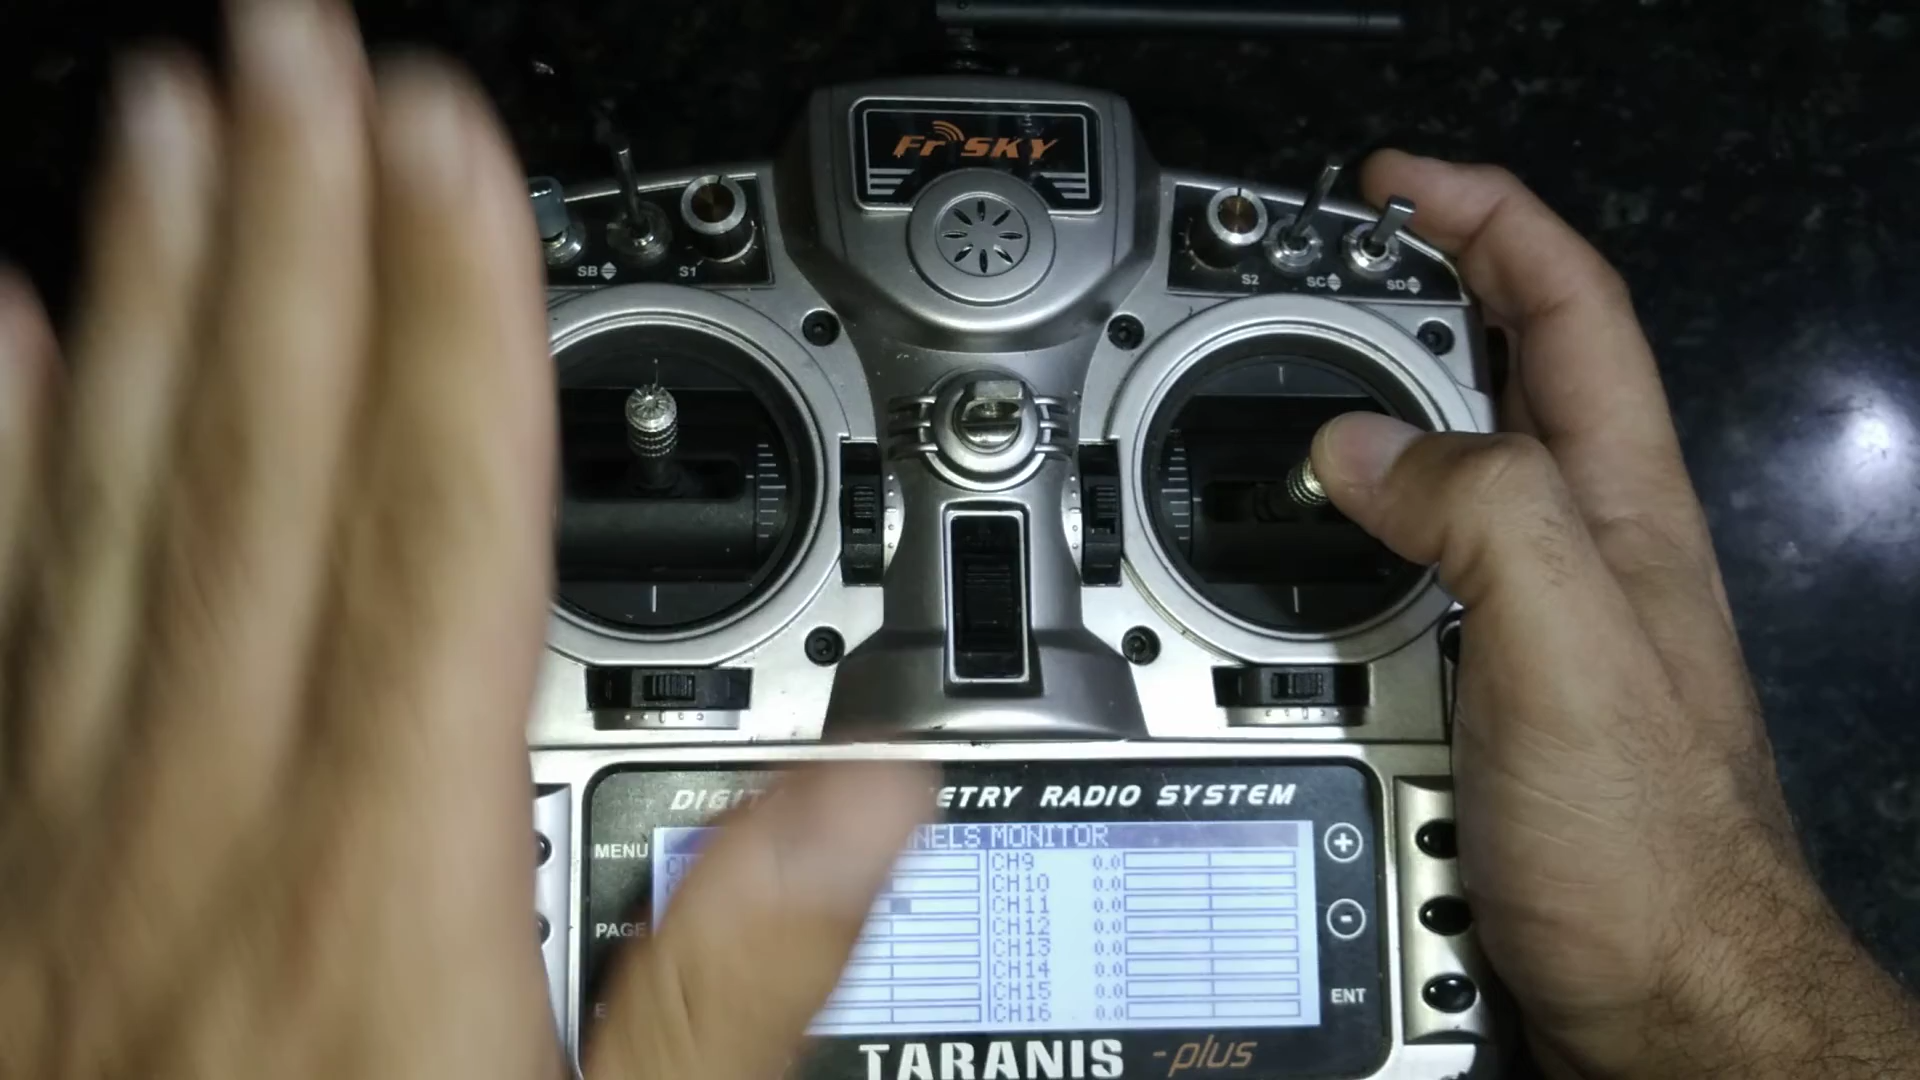 FrSKY
SB
S1
S2
SC
SD
ETRY RADIO SYSTEM
MENU
NNELS MONITOR
CH9 0.0
CH10 0.0
CH11 0.0
PAGE
CH12 0.0
CH13 0.0
CH14 0.0
CH15 0.0
ENT
CH16 0.0
TARANIS -plus